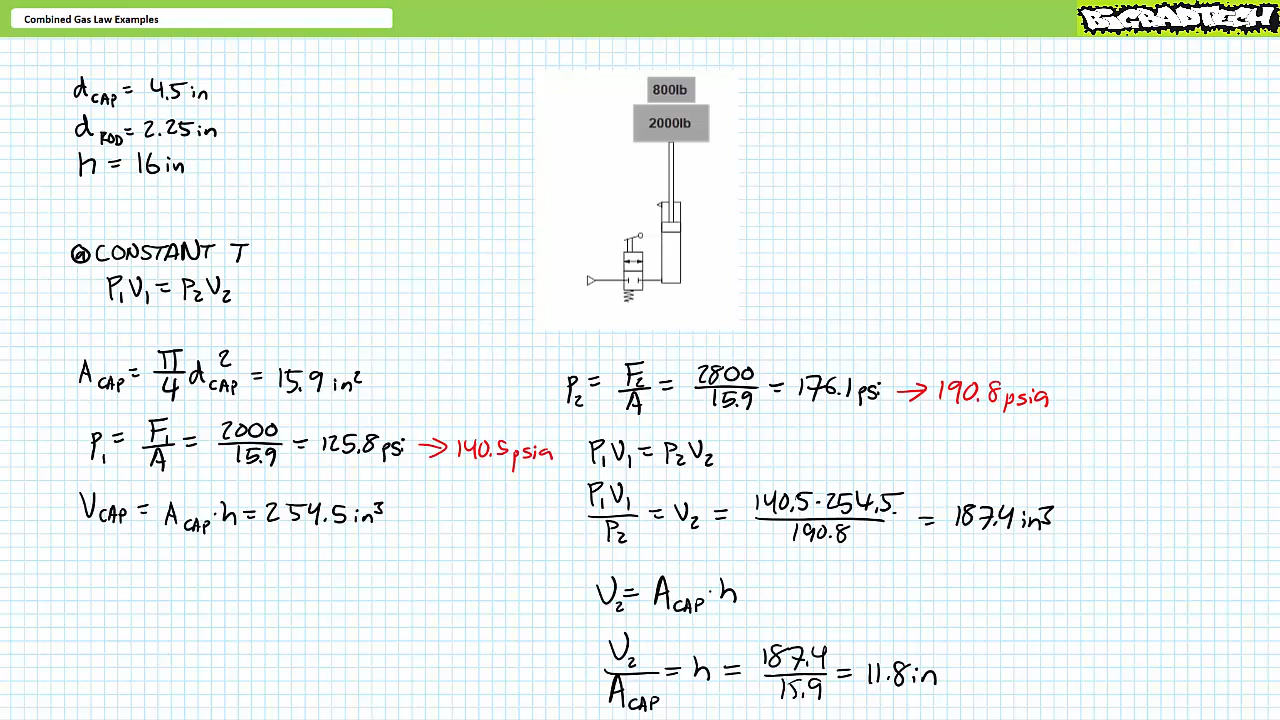 Combined Gas Law Examples
BIGBADTECH
d_CAP = 4.5 in
d_ROD = 2.25 in
h = 16 in
800lb
2000lb
@ CONSTANT T
P₁V₁ = P₂V₂
A_CAP = π/4 d_CAP² = 15.9 in²
P₁ = F₁/A = 2000/15.9 = 125.8 psi → 140.5 psia
V_CAP = A_CAP · h = 254.5 in³
P₂ = F₂/A = 2800/15.9 = 176.1 psi → 190.8 psia
P₁V₁ = P₂V₂
P₁V₁/P₂ = V₂ = 140.5 · 254.5/190.8 = 187.4 in³
V₂ = A_CAP · h
V₂/A_CAP = h = 187.4/15.9 = 11.8 in